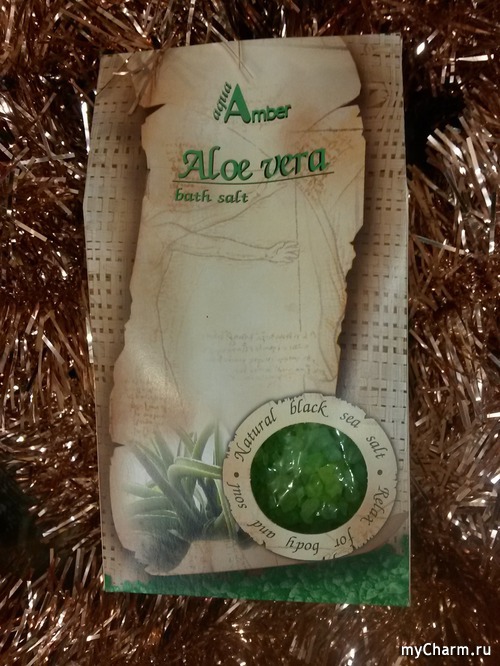 aqua
Amber
Aloe vera
bath salt
Natural black sea salt • Relax for body and soul •
myCharm.ru